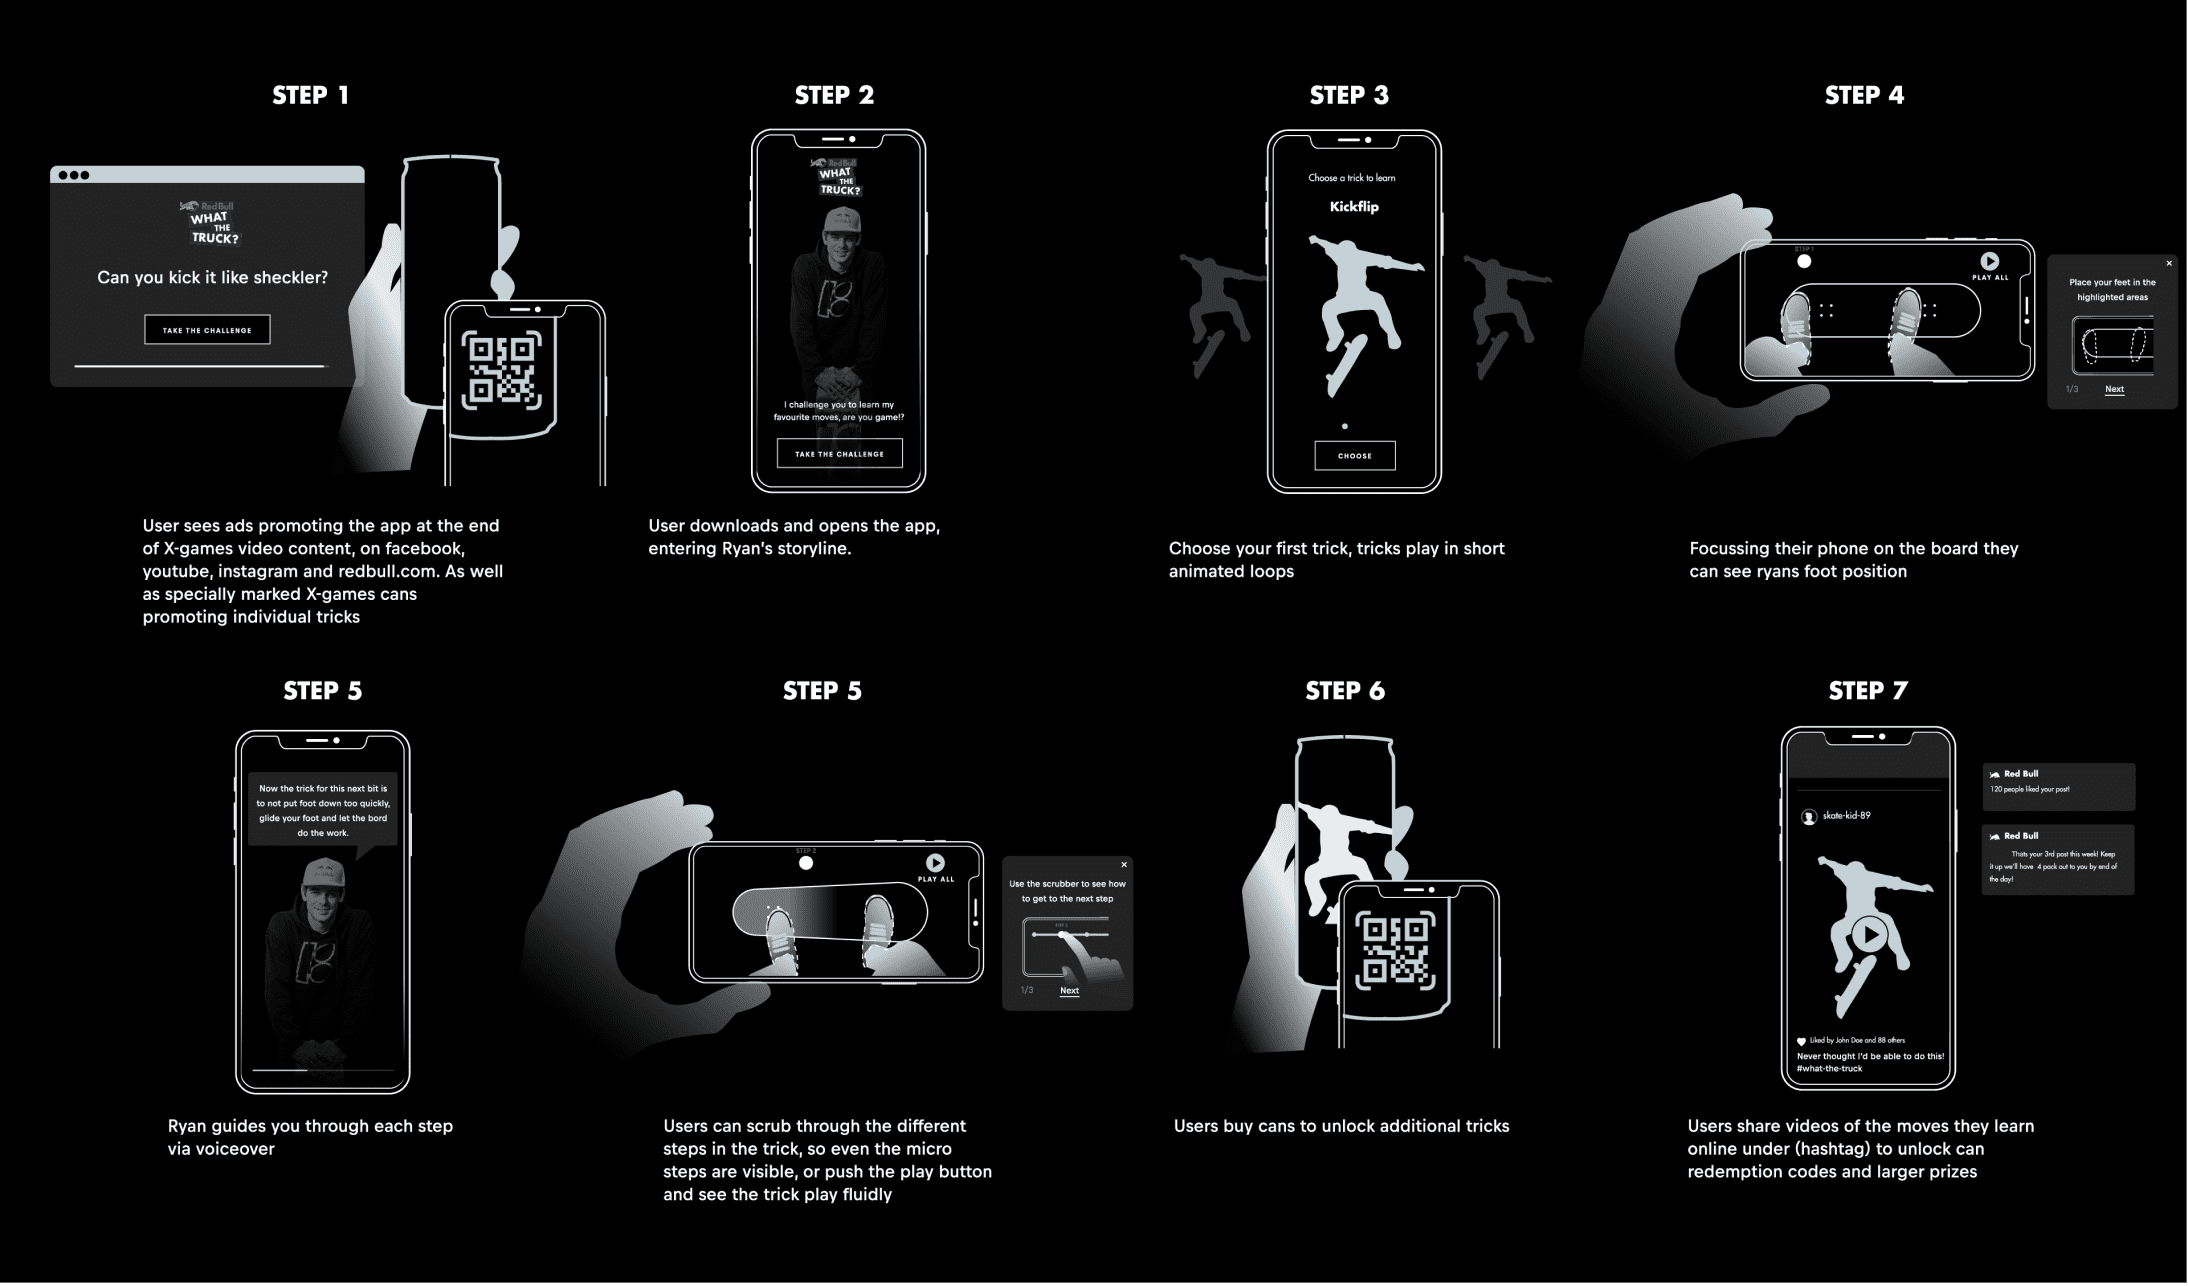 STEP 1
Red Bull
WHAT
THE
TRUCK?
Can you kick it like sheckler?
TAKE THE CHALLENGE
User sees ads promoting the app at the end
of X-games video content, on facebook,
youtube, instagram and redbull.com. As well
as specially marked X-games cans
promoting individual tricks
STEP 2
Red Bull
WHAT
THE
TRUCK?
I challenge you to learn my
favourite moves, are you game!?
TAKE THE CHALLENGE
User downloads and opens the app,
entering Ryan's storyline.
STEP 3
Choose a trick to learn
Kickflip
CHOOSE
Choose your first trick, tricks play in short
animated loops
STEP 4
STEP 1
PLAY ALL
Place your feet in the
highlighted areas
1/3
Next
Focussing their phone on the board they
can see ryans foot position
STEP 5
Now the trick for this next bit is
to not put foot down too quickly,
glide your foot and let the bord
do the work.
Ryan guides you through each step
via voiceover
STEP 5
STEP 2
PLAY ALL
Use the scrubber to see how
to get to the next step
1/3
Next
Users can scrub through the different
steps in the trick, so even the micro
steps are visible, or push the play button
and see the trick play fluidly
STEP 6
Users buy cans to unlock additional tricks
STEP 7
skate-kid-89
Liked by John Doe and 88 others
Never thought I'd be able to do this!
#what-the-truck
Red Bull
120 people liked your post!
Red Bull
Thats your 3rd post this week! Keep
it up we'll have 4 pack out to you by end of
the day!
Users share videos of the moves they learn
online under (hashtag) to unlock can
redemption codes and larger prizes